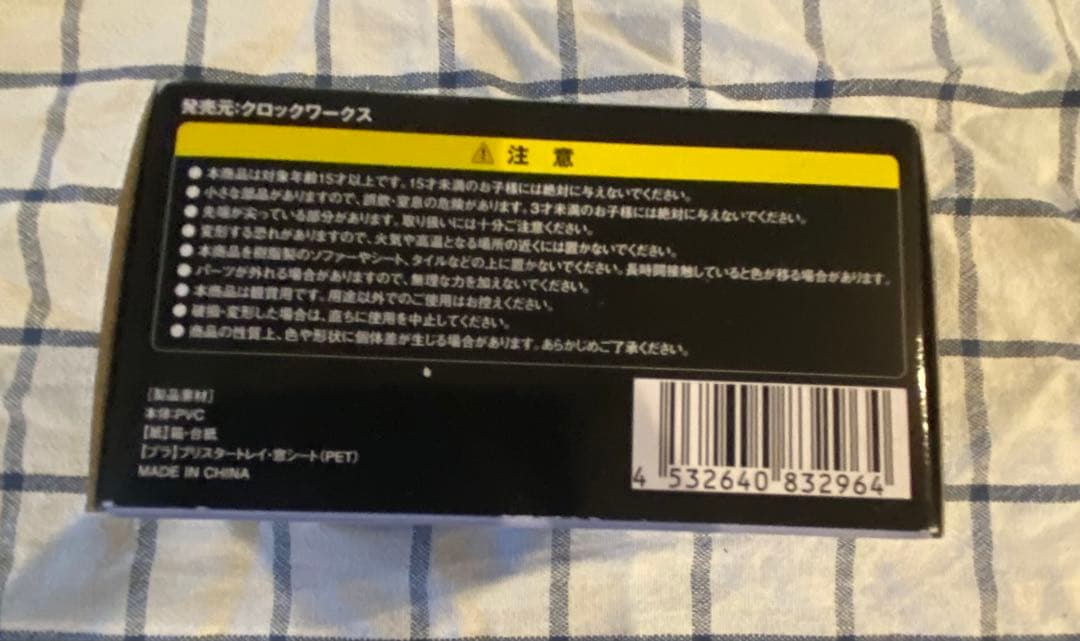 発売元:クロックワークス
⚠ 注 意
●本商品は対象年齢15才以上です。15才未満のお子様には絶対に与えないでください。
●小さな部品がありますので、誤飲・窒息の危険があります。3才未満のお子様には絶対に与えないでください。
●先端が尖っている部分があります。取り扱いには十分ご注意ください。
●変形する恐れがありますので、火気や高温となる場所の近くには置かないでください。
●本商品を樹脂製のソファーやシート、タイルなどの上に置かないでください。長時間接触していると色が移る場合があります。
●パーツが外れる場合がありますので、無理な力を加えないでください。
●本商品は観賞用です。用途以外でのご使用はお控えください。
●破損・変形した場合は、直ちに使用を中止してください。
●商品の性質上、色や形状に個体差が生じる場合があります。あらかじめご了承ください。
[製品素材]
本体:PVC
【紙】箱・台紙
【プラ】ブリスタートレイ・窓シート(PET)
MADE IN CHINA
4 532640 832964